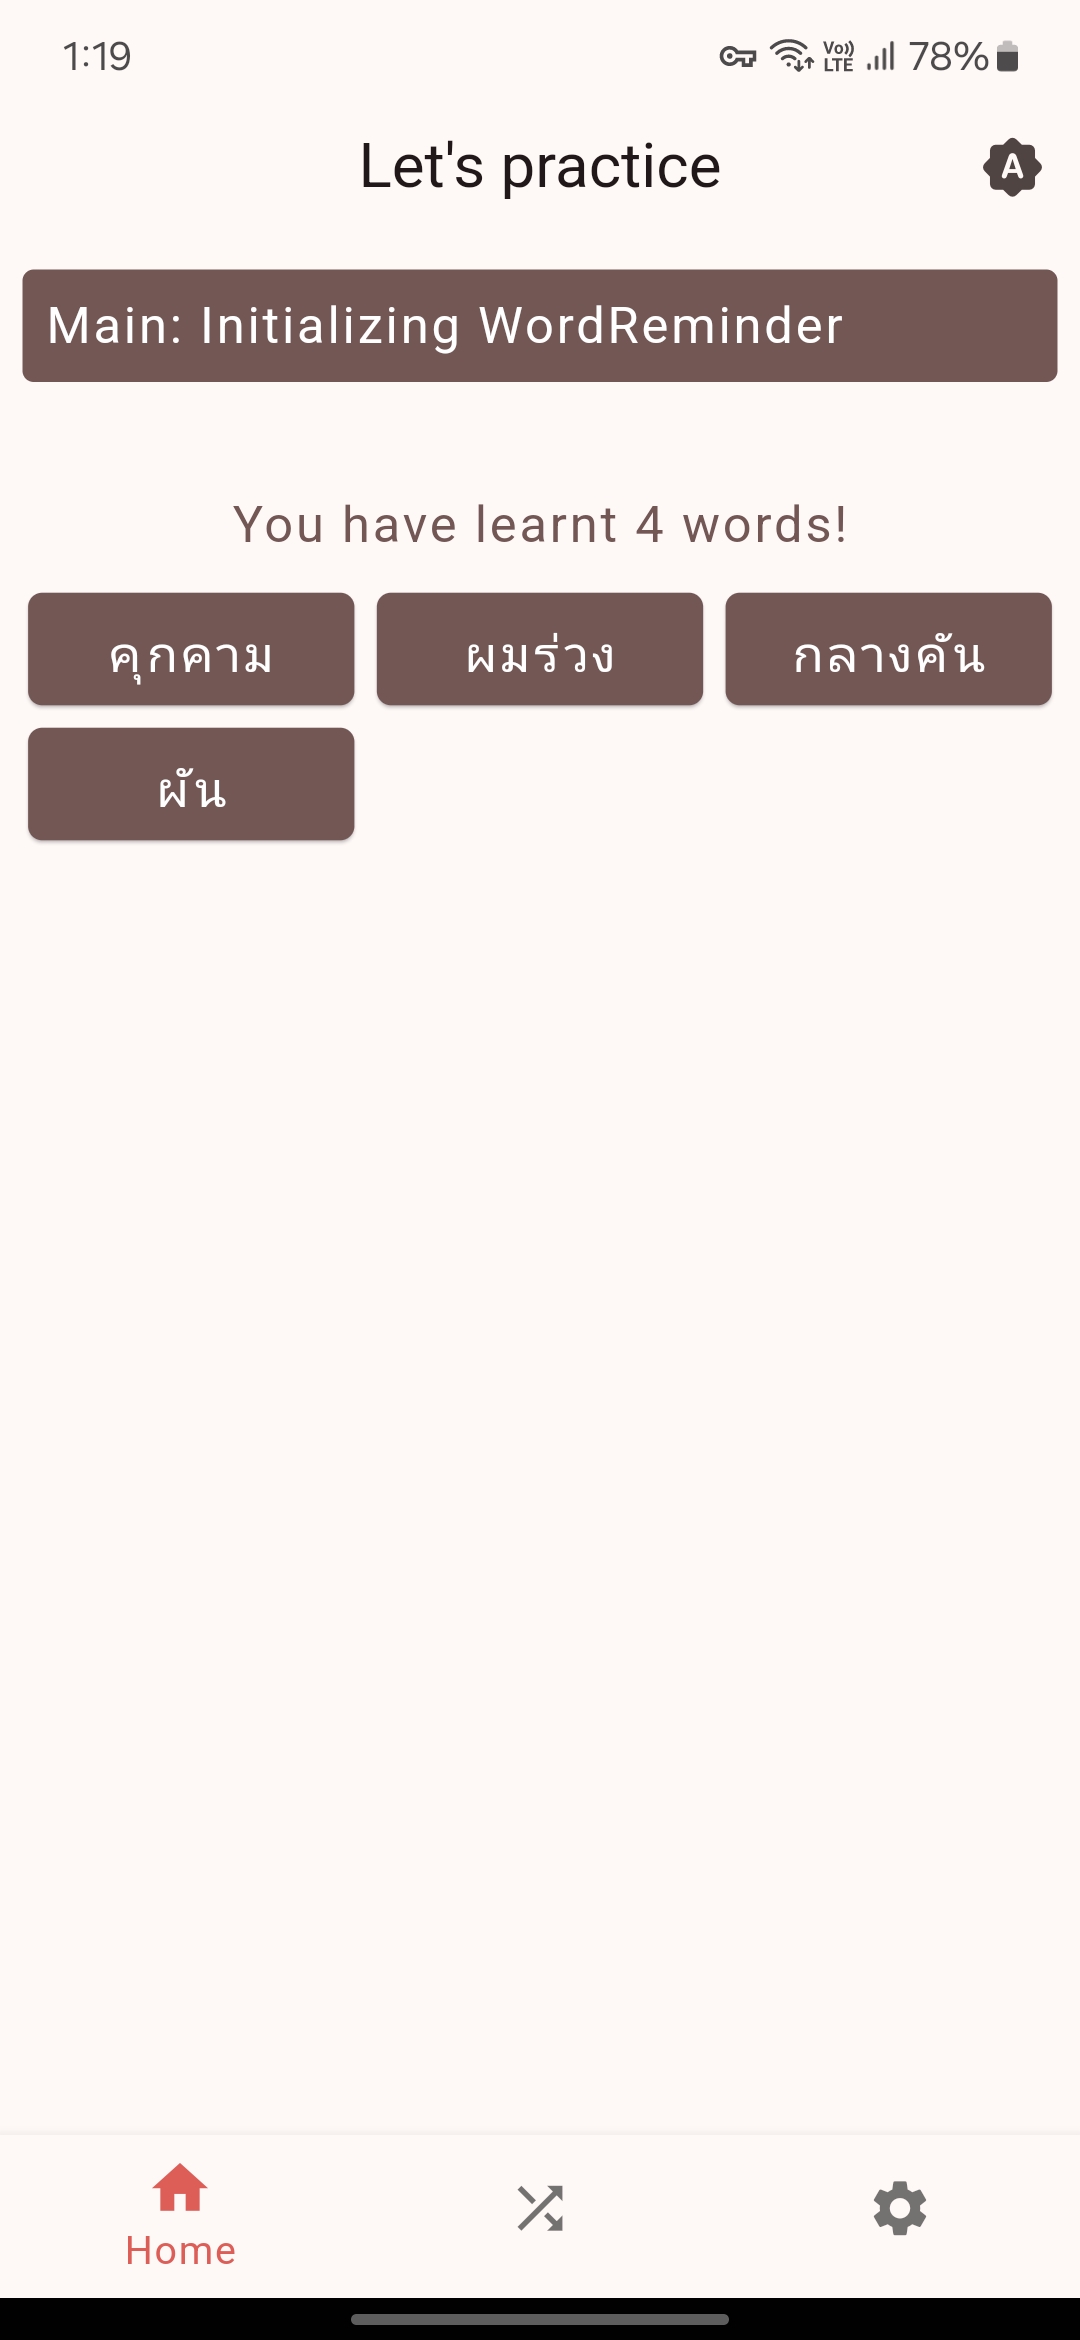 1:19
Vo)) LTE 78%
Let's practice
A
Main: Initializing WordReminder
You have learnt 4 words!
คุกคาม
ผมร่วง
กลางคัน
ผัน
Home